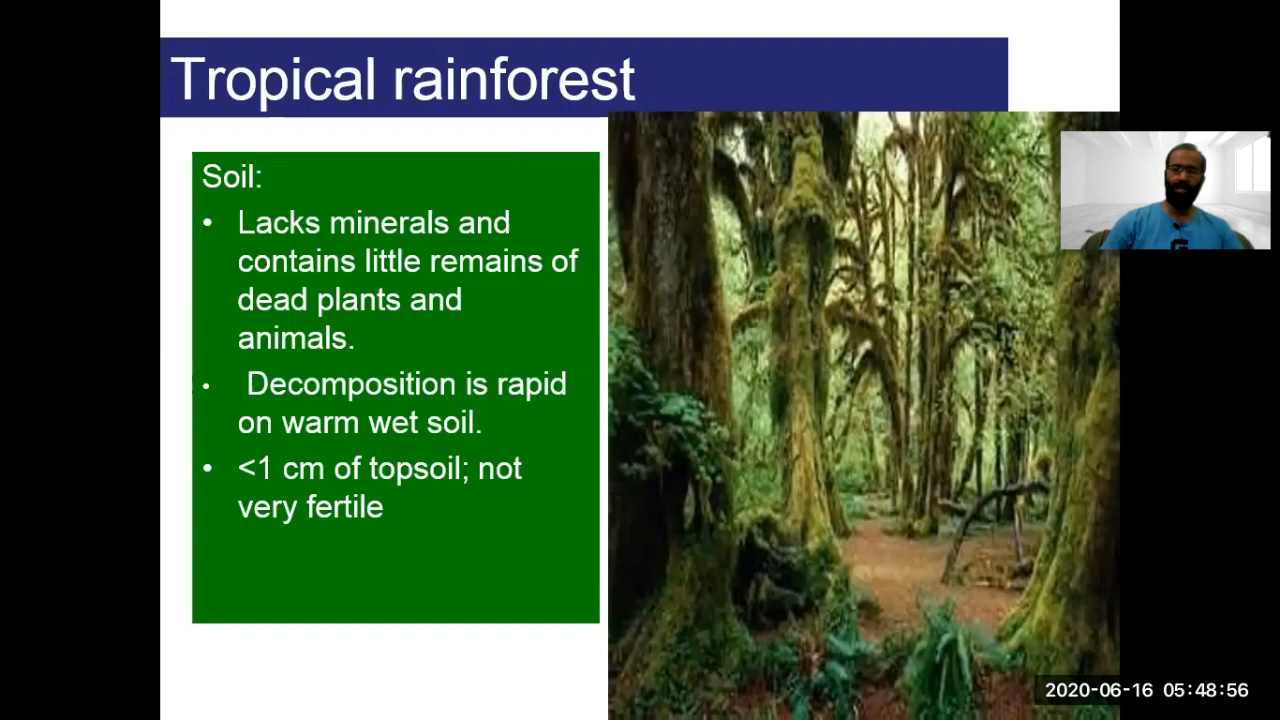 Tropical rainforest
Soil:
• Lacks minerals and
contains little remains of
dead plants and
animals.
• Decomposition is rapid
on warm wet soil.
• <1 cm of topsoil; not
very fertile
2020-06-16 05:48:56